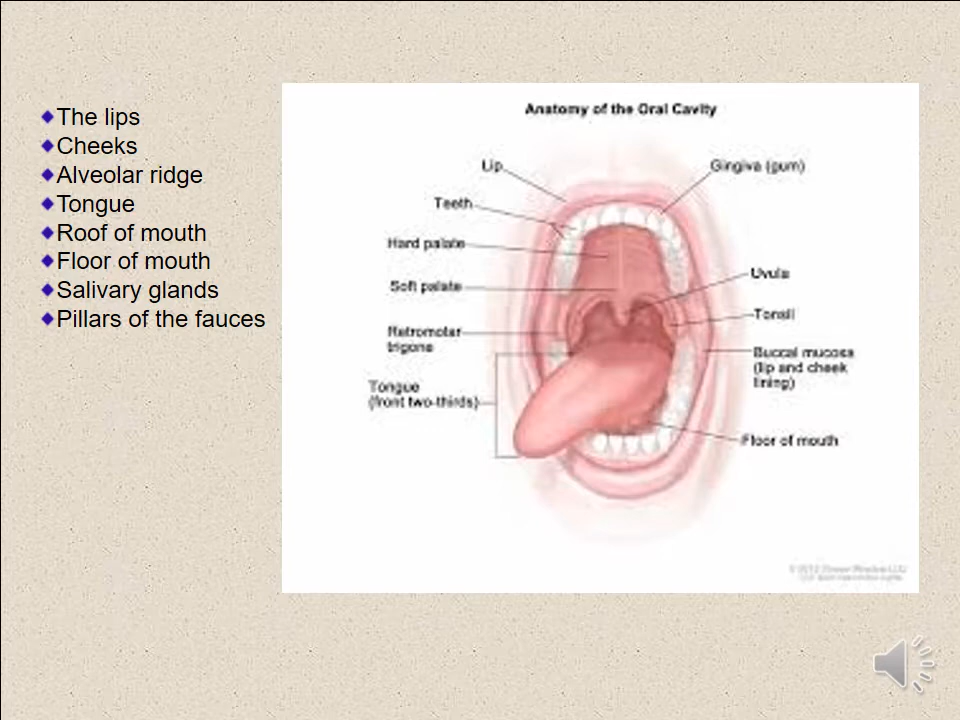 The lips
Cheeks
Alveolar ridge
Tongue
Roof of mouth
Floor of mouth
Salivary glands
Pillars of the fauces
Anatomy of the Oral Cavity
Lip
Gingiva (gum)
Teeth
Hard palate
Soft palate
Uvula
Tonsil
Retromolar
trigone
Buccal mucosa
(lip and cheek
lining)
Tongue
(front two-thirds)
Floor of mouth